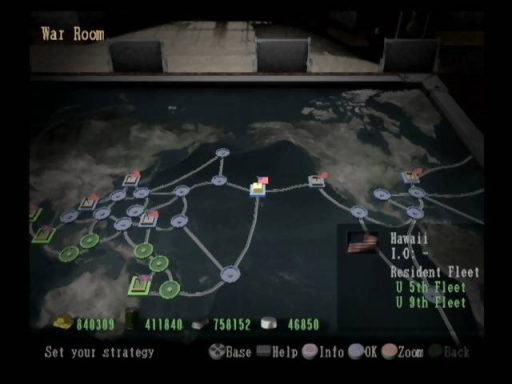 War Room
Hawaii
I.O: -
Resident Fleet
U 5th Fleet
U 9th Fleet
840309
411840
758152
46850
Set your strategy
Base
Help
Info
OK
Zoom
Back